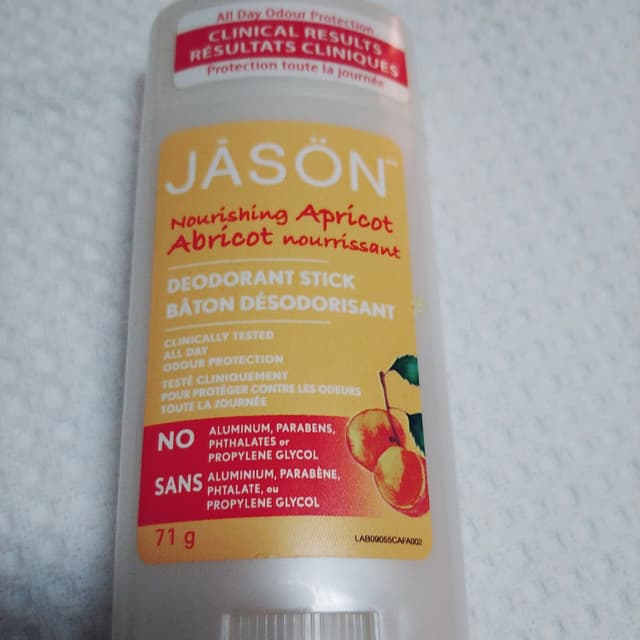 All Day Odour Protection
CLINICAL RESULTS
RÉSULTATS CLINIQUES
Protection toute la journée
JĀSÖN™
Nourishing Apricot
Abricot nourrissant
DEODORANT STICK
BÂTON DÉSODORISANT
CLINICALLY TESTED
ALL DAY
ODOUR PROTECTION
TESTÉ CLINIQUEMENT
POUR PROTÉGER CONTRE LES ODEURS
TOUTE LA JOURNÉE
NO ALUMINUM, PARABENS,
PHTHALATES or
PROPYLENE GLYCOL
SANS ALUMINIUM, PARABÈNE,
PHTALATE, ou
PROPYLENE GLYCOL
71 g
LAB09055CAFA002